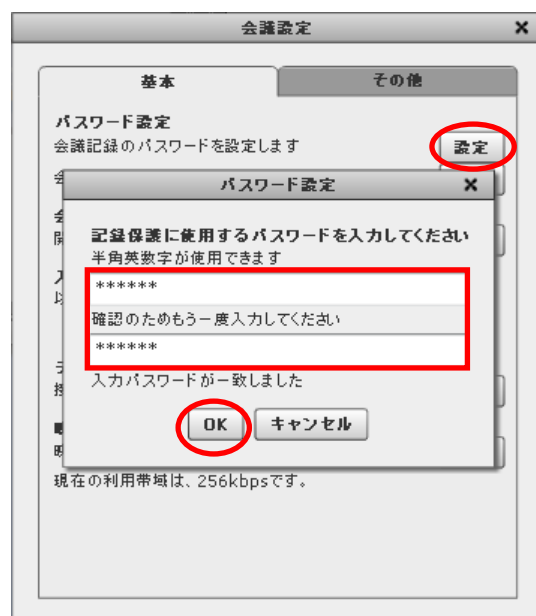 会議設定
基本
その他
パスワード設定
会議記録のパスワードを設定します
設定
パスワード設定
記録保護に使用するパスワードを入力してください
半角英数字が使用できます
******
確認のためもう一度入力してください
******
入力パスワードが一致しました
OK
キャンセル
現在の利用帯域は、256kbpsです。